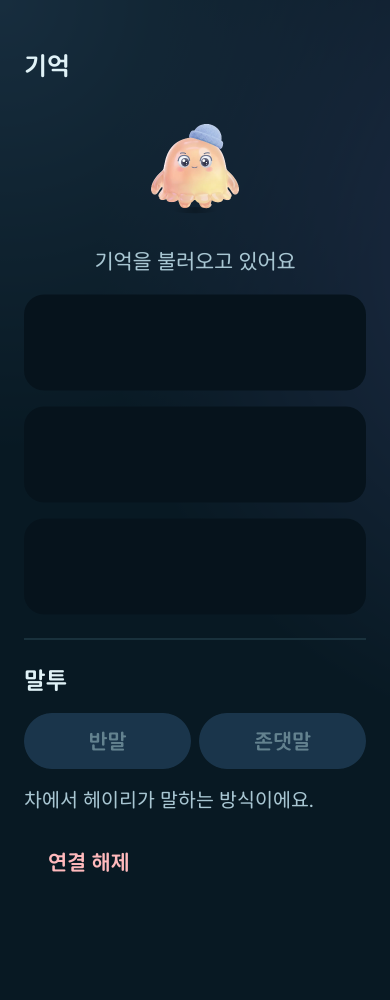 기억
기억을 불러오고 있어요
말투
반말 존댓말
차에서 헤이리가 말하는 방식이에요.
연결 해제